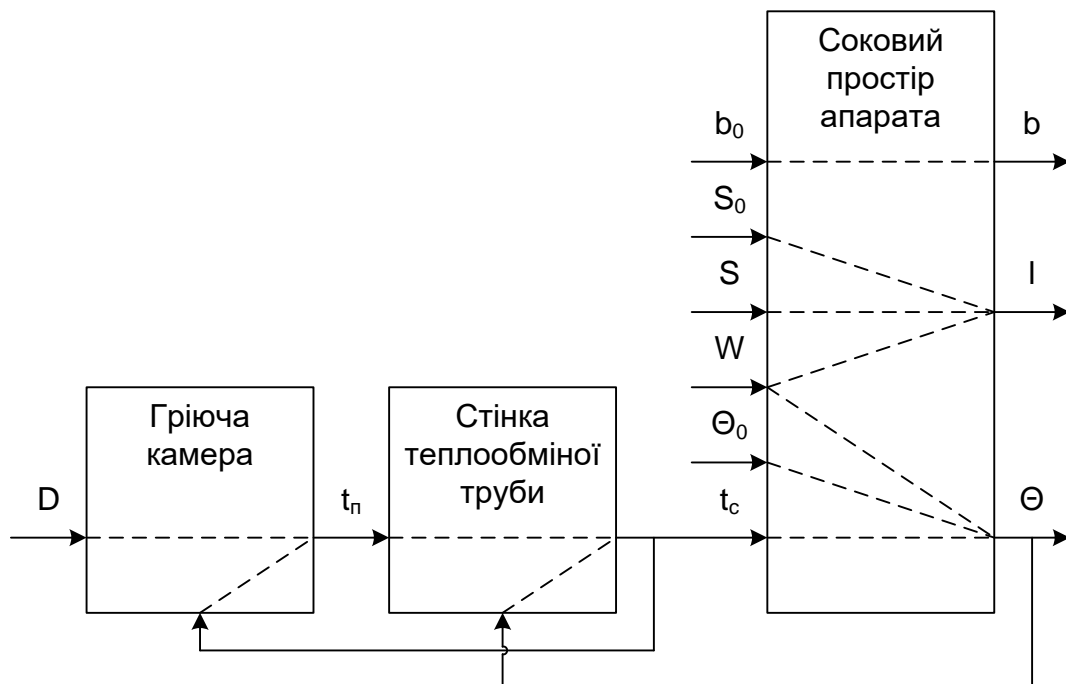 Соковий
простір
апарата
b₀
b
S₀
S
I
W
Гріюча
камера
Стінка
теплообміної
труби
Θ₀
D
tп
tс
Θ